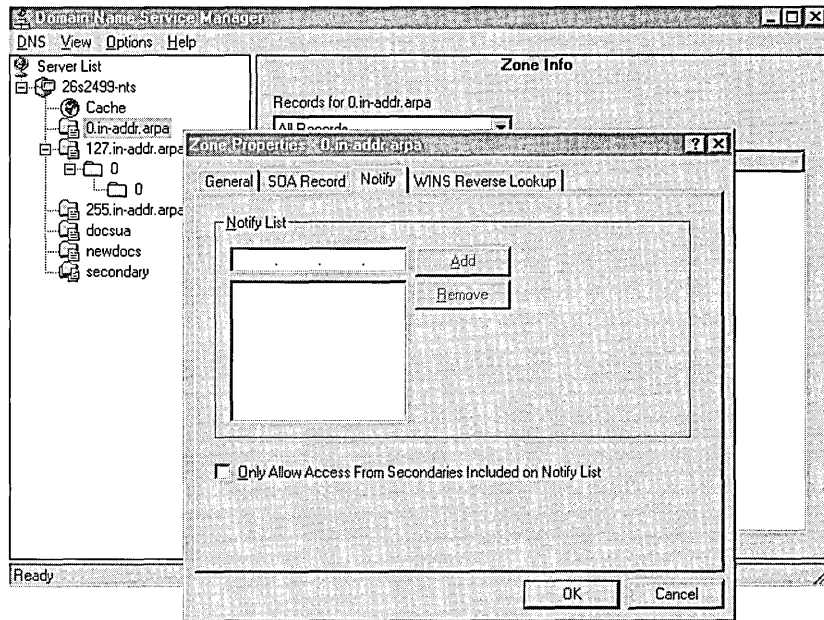 Domain Name Service Manager
DNS View Options Help
Server List
26s2499-nts
Cache
0.in-addr.arpa
127.in-addr.arpa
0
0
255.in-addr.arpa
docsua
newdocs
secondary
Zone Info
Records for 0.in-addr.arpa
All Records
Zone Properties - 0.in-addr.arpa
General SOA Record Notify WINS Reverse Lookup
Notify List
. . .
Add
Remove
Only Allow Access From Secondaries Included on Notify List
OK Cancel
Ready